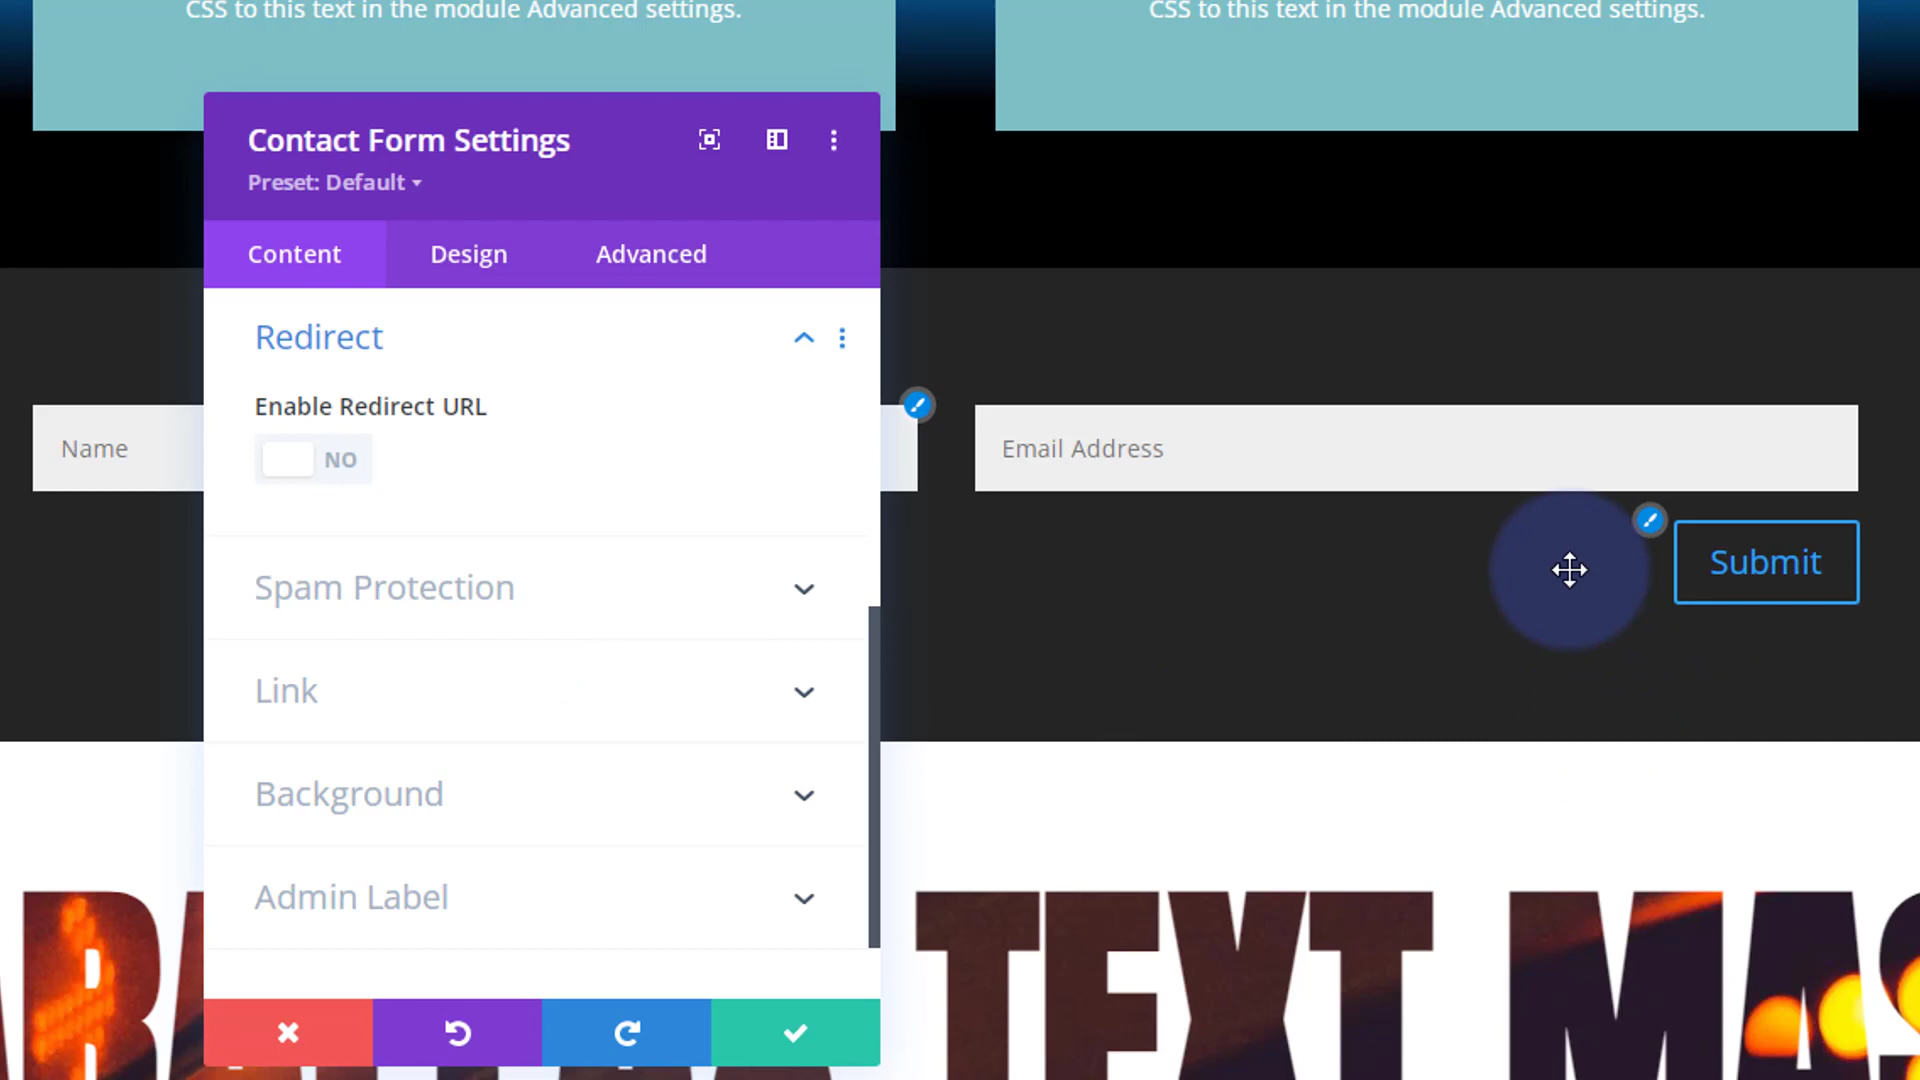 CSS to this text in the module Advanced settings.
CSS to this text in the module Advanced settings.
Contact Form Settings
Preset: Default
Content
Design
Advanced
Redirect
Enable Redirect URL
NO
Name
Email Address
Submit
Spam Protection
Link
Background
Admin Label
TEXT